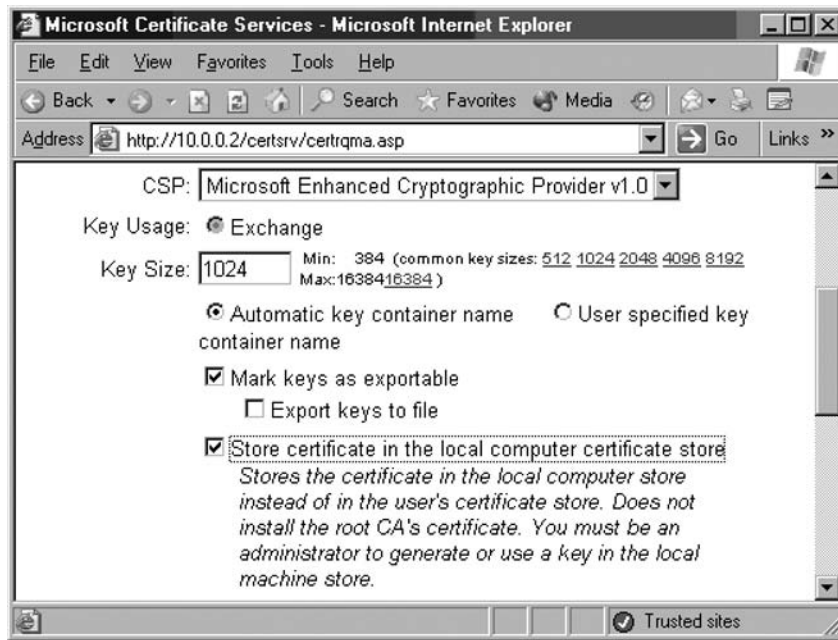 Microsoft Certificate Services - Microsoft Internet Explorer
File Edit View Favorites Tools Help
Back Search Favorites Media
Address http://10.0.0.2/certsrv/certrqma.asp Go Links »
CSP: Microsoft Enhanced Cryptographic Provider v1.0
Key Usage: Exchange
Key Size: 1024 Min: 384 (common key sizes: 512 1024 2048 4096 8192
Max:1638416384 )
Automatic key container name User specified key
container name
Mark keys as exportable
Export keys to file
Store certificate in the local computer certificate store
Stores the certificate in the local computer store
instead of in the user's certificate store. Does not
install the root CA's certificate. You must be an
administrator to generate or use a key in the local
machine store.
Trusted sites